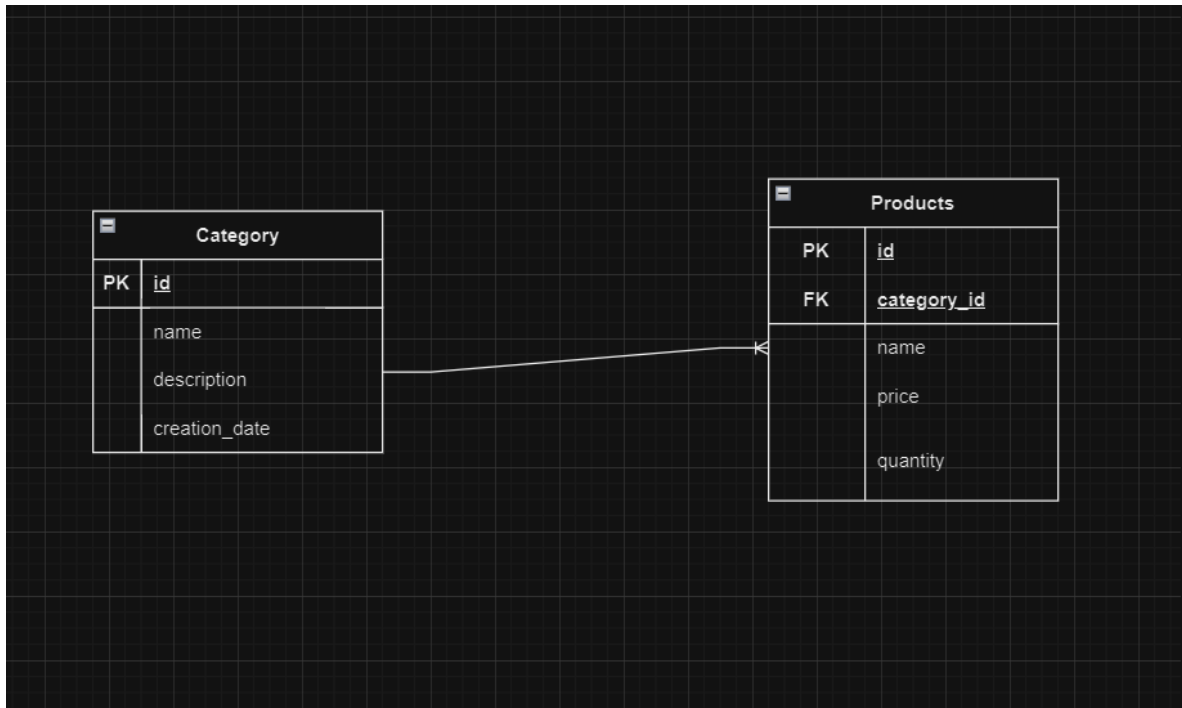 Category
PK id
name
description
creation_date
Products
PK id
FK category_id
name
price
quantity